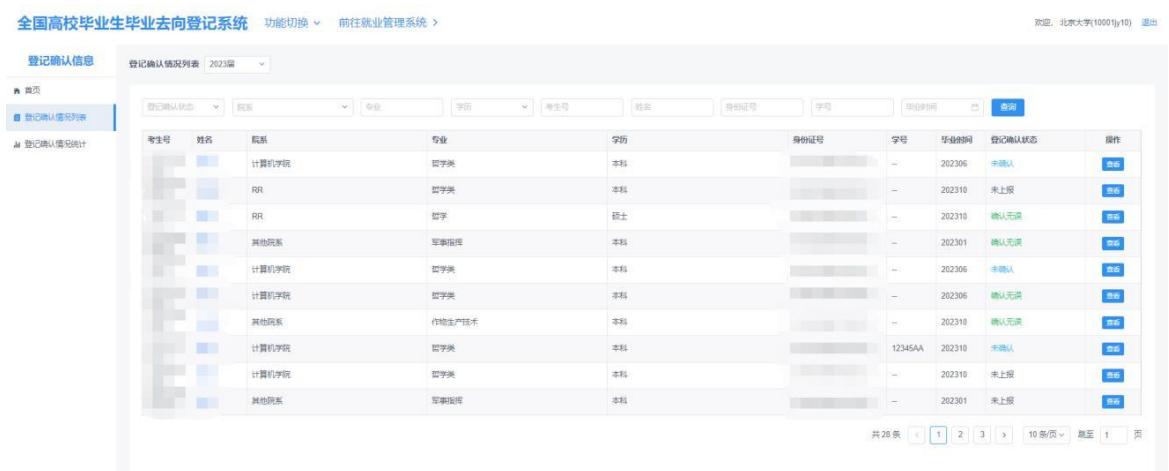 全国高校毕业生毕业去向登记系统 功能切换 前往就业管理系统 > 欢迎, 北京大学(10001jy10) 退出
登记确认信息 登记确认情况列表 2023届
首页
登记确认状态 院系 专业 学历 考生号 姓名 身份证号 学号 毕业时间 查询
登记确认情况列表
考生号 姓名 院系 专业 学历 身份证号 学号 毕业时间 登记确认状态 操作
登记确认情况统计
计算机学院 哲学类 本科 -- 202306 未确认 查看
RR 哲学类 本科 -- 202310 未上报 查看
RR 哲学 硕士 -- 202310 确认无误 查看
其他院系 军事指挥 本科 -- 202301 确认无误 查看
计算机学院 哲学类 本科 -- 202306 未确认 查看
计算机学院 哲学类 本科 -- 202306 确认无误 查看
其他院系 作物生产技术 本科 -- 202310 确认无误 查看
计算机学院 哲学类 本科 12345AA 202310 未确认 查看
计算机学院 哲学类 本科 -- 202310 未上报 查看
其他院系 军事指挥 本科 -- 202301 未上报 查看
共 28 条 < 1 2 3 > 10 条/页 跳至 1 页